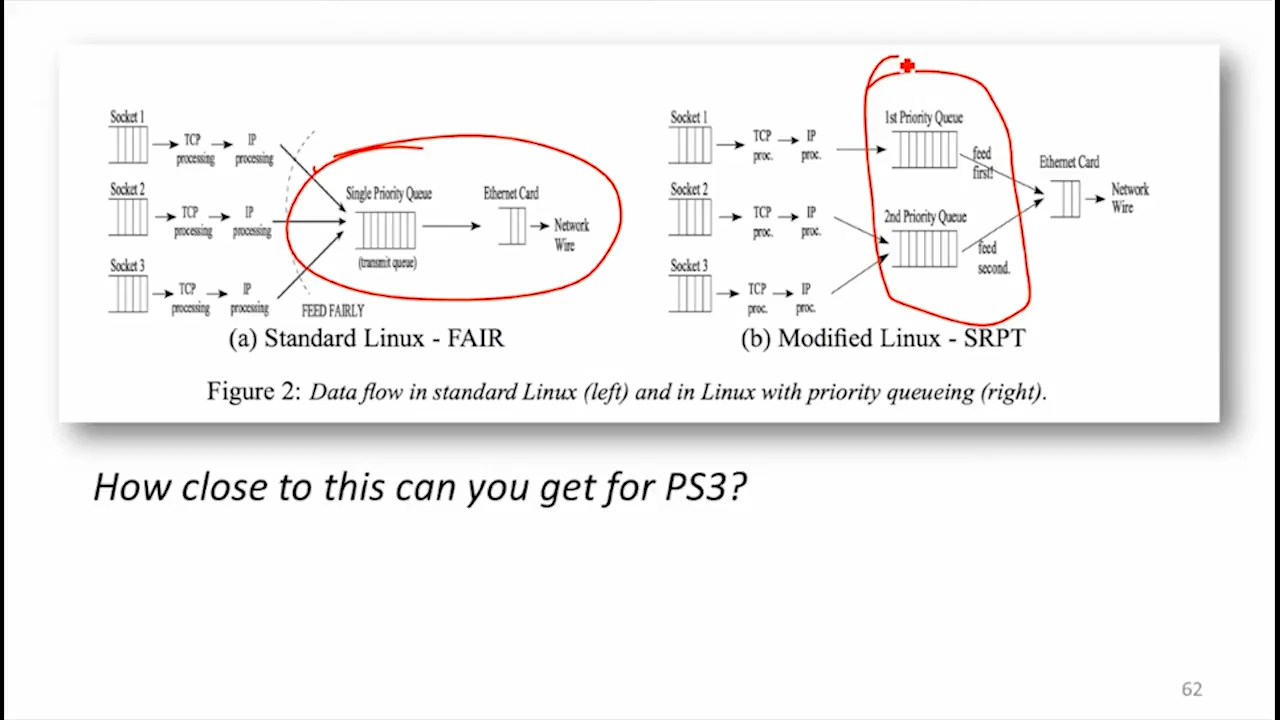 Socket 1
TCP processing
IP processing
Socket 2
TCP processing
IP processing
Socket 3
TCP processing
IP processing
FEED FAIRLY
Single Priority Queue
(transmit queue)
Ethernet Card
Network Wire
(a) Standard Linux - FAIR
Socket 1
TCP proc.
IP proc.
Socket 2
TCP proc.
IP proc.
Socket 3
TCP proc.
IP proc.
1st Priority Queue
feed first!
2nd Priority Queue
feed second.
Ethernet Card
Network Wire
(b) Modified Linux - SRPT
Figure 2: Data flow in standard Linux (left) and in Linux with priority queueing (right).
How close to this can you get for PS3?
62